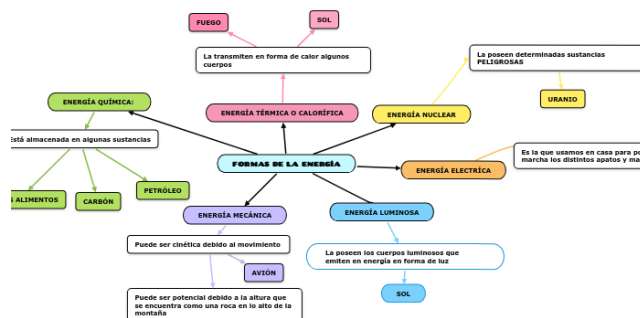 FUEGO
SOL
La transmiten en forma de calor algunos
cuerpos
La poseen determinadas sustancias
PELIGROSAS
ENERGÍA QUÍMICA:
ENERGÍA TÉRMICA O CALORÍFICA
ENERGÍA NUCLEAR
URANIO
Está almacenada en algunas sustancias
FORMAS DE LA ENERGÍA
ENERGÍA ELECTRICA
Es la que usamos en casa para
marcha los distintos apatos y
ALIMENTOS
CARBÓN
PETRÓLEO
ENERGÍA MECÁNICA
ENERGÍA LUMINOSA
Puede ser cinética debido al movimiento
AVIÓN
La poseen los cuerpos luminosos que
emiten en energía en forma de luz
SOL
Puede ser potencial debido a la altura que
se encuentra como una roca en lo alto de la
montaña